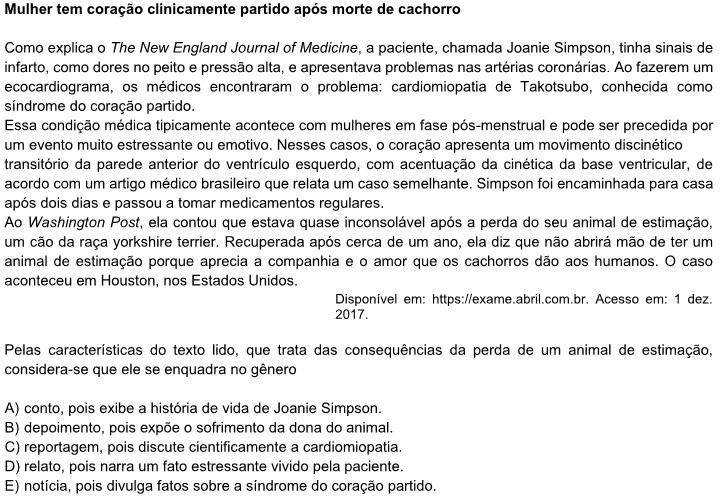 Mulher tem coração clinicamente partido após morte de cachorro
Como explica o The New England Journal of Medicine, a paciente, chamada Joanie Simpson, tinha sinais de
infarto, como dores no peito e pressão alta, e apresentava problemas nas artérias coronárias. Ao fazerem um
ecocardiograma, os médicos encontraram o problema: cardiomiopatia de Takotsubo, conhecida como
síndrome do coração partido.
Essa condição médica tipicamente acontece com mulheres em fase pós-menstrual e pode ser precedida por
um evento muito estressante ou emotivo. Nesses casos, o coração apresenta um movimento discinético
transitório da parede anterior do ventrículo esquerdo, com acentuação da cinética da base ventricular, de
acordo com um artigo médico brasileiro que relata um caso semelhante. Simpson foi encaminhada para casa
após dois dias e passou a tomar medicamentos regulares.
Ao Washington Post, ela contou que estava quase inconsolável após a perda do seu animal de estimação,
um cão da raça yorkshire terrier. Recuperada após cerca de um ano, ela diz que não abrirá mão de ter um
animal de estimação porque aprecia a companhia e o amor que os cachorros dão aos humanos. O caso
aconteceu em Houston, nos Estados Unidos.
Disponível em: https://exame.abril.com.br. Acesso em: 1 dez.
2017.
Pelas características do texto lido, que trata das consequências da perda de um animal de estimação,
considera-se que ele se enquadra no gênero
A) conto, pois exibe a história de vida de Joanie Simpson.
B) depoimento, pois expõe o sofrimento da dona do animal.
C) reportagem, pois discute cientificamente a cardiomiopatia.
D) relato, pois narra um fato estressante vivido pela paciente.
E) notícia, pois divulga fatos sobre a síndrome do coração partido.